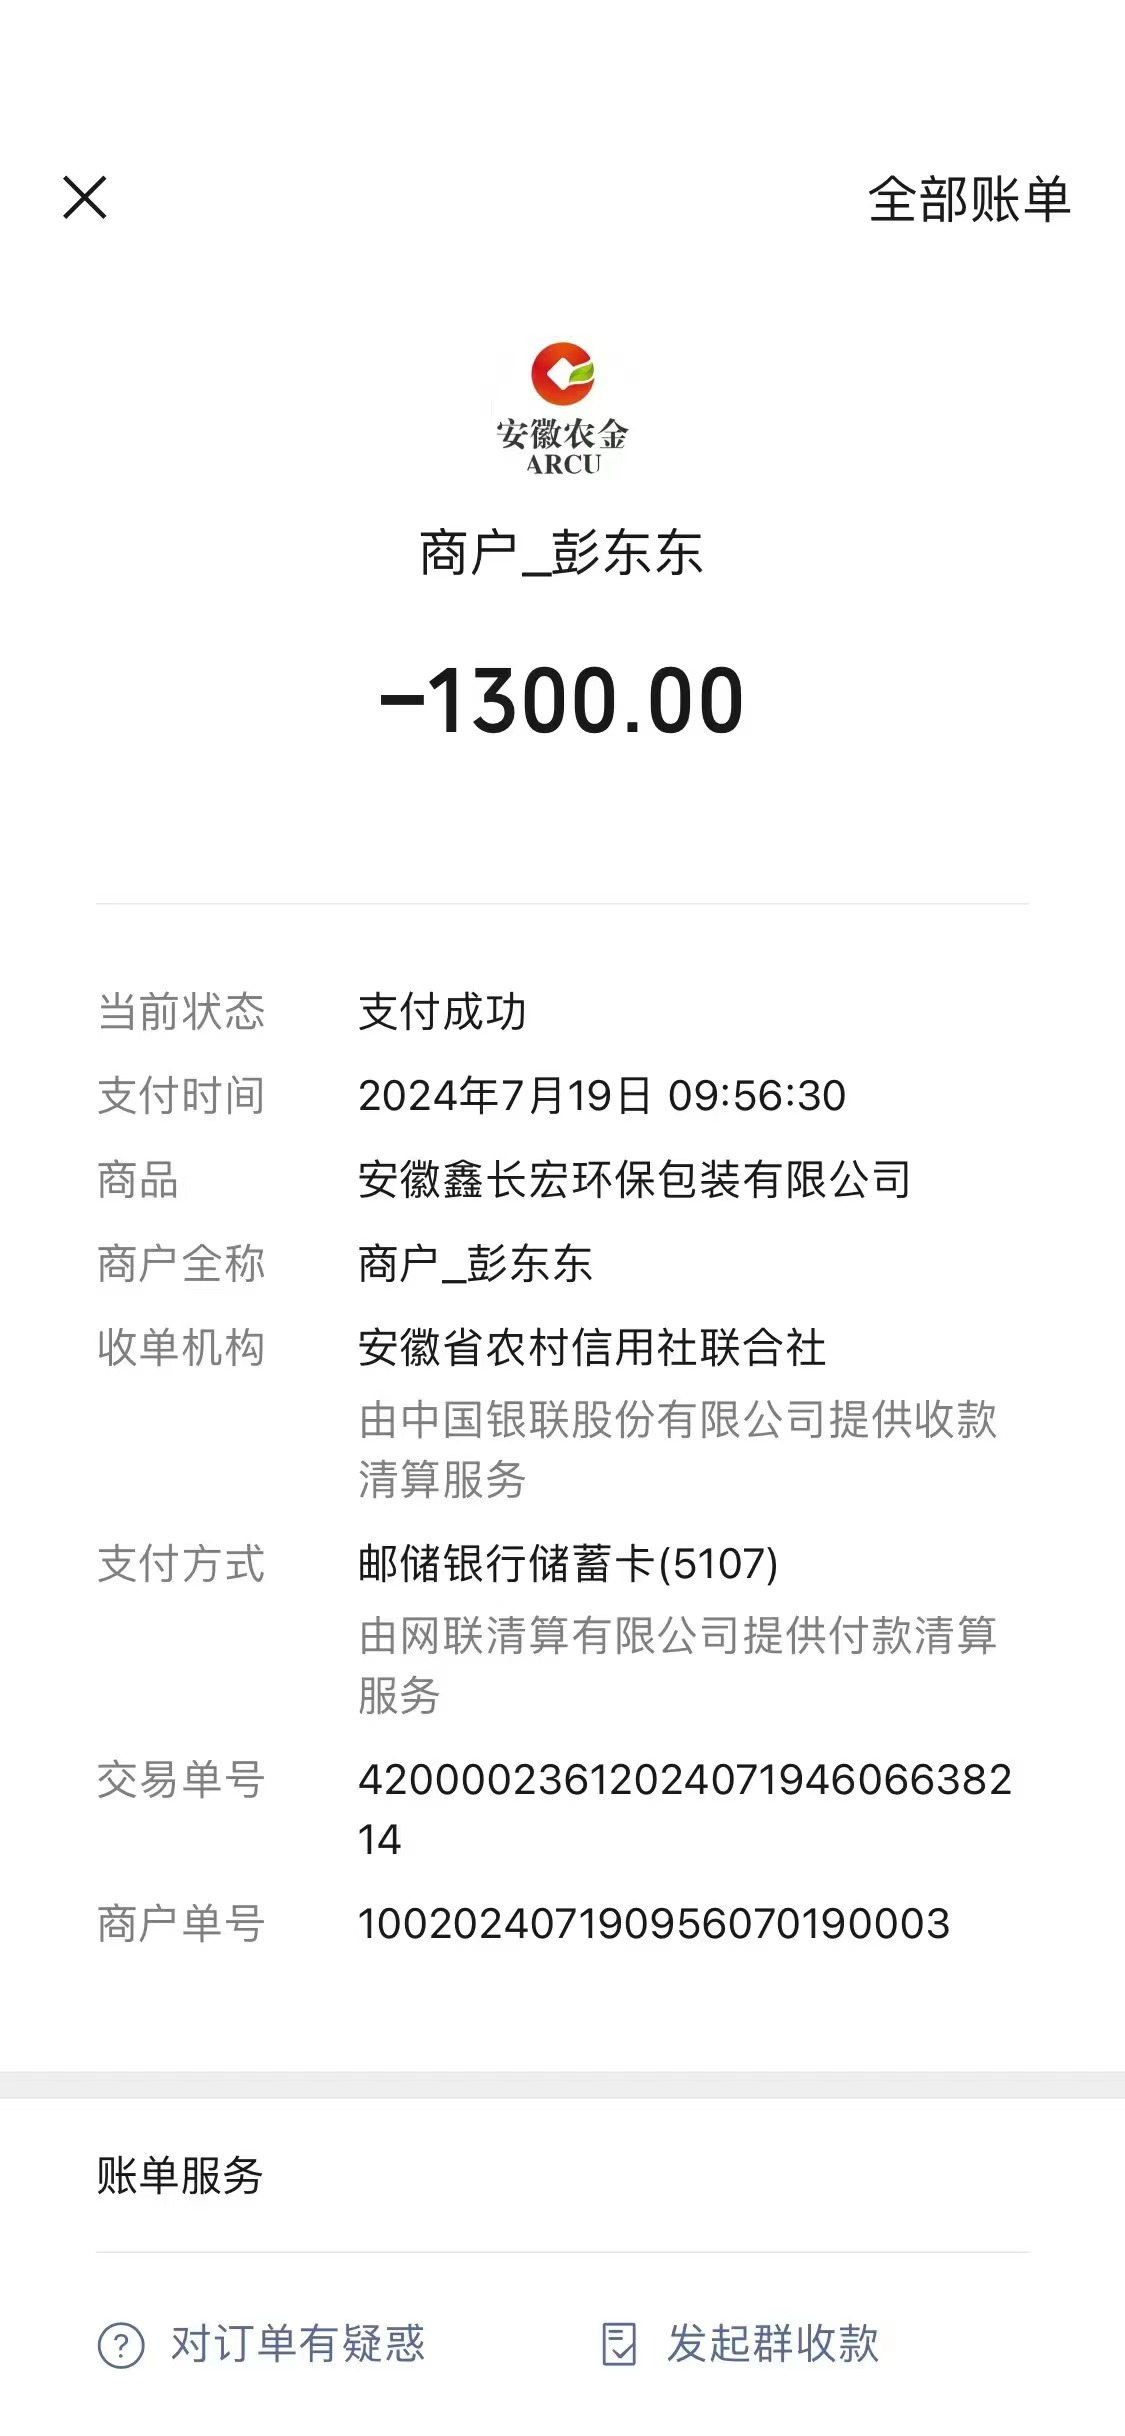 全部账单
安徽农金
ARCU
商户_彭东东
-1300.00
当前状态 支付成功
支付时间 2024年7月19日 09:56:30
商品 安徽鑫长宏环保包装有限公司
商户全称 商户_彭东东
收单机构 安徽省农村信用社联合社
由中国银联股份有限公司提供收款
清算服务
支付方式 邮储银行储蓄卡(5107)
由网联清算有限公司提供付款清算
服务
交易单号 42000023612024071946066382
14
商户单号 1002024071909560701​90003
账单服务
对订单有疑惑 发起群收款